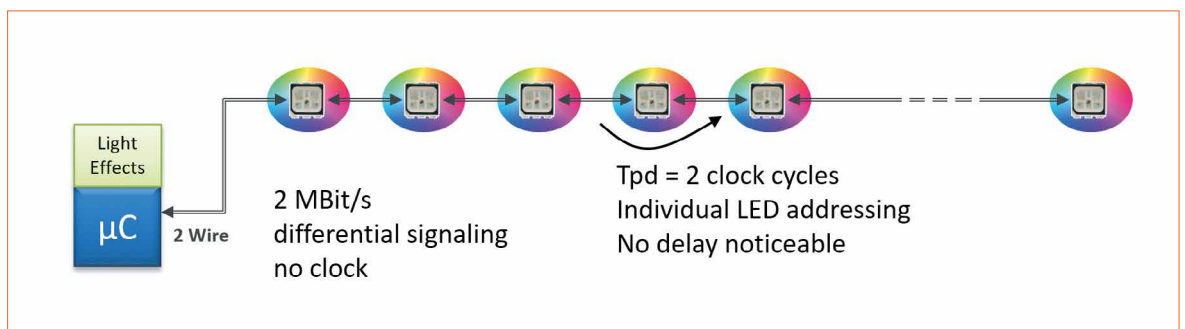 Light
Effects
µC
2 Wire
2 MBit/s
differential signaling
no clock
Tpd = 2 clock cycles
Individual LED addressing
No delay noticeable